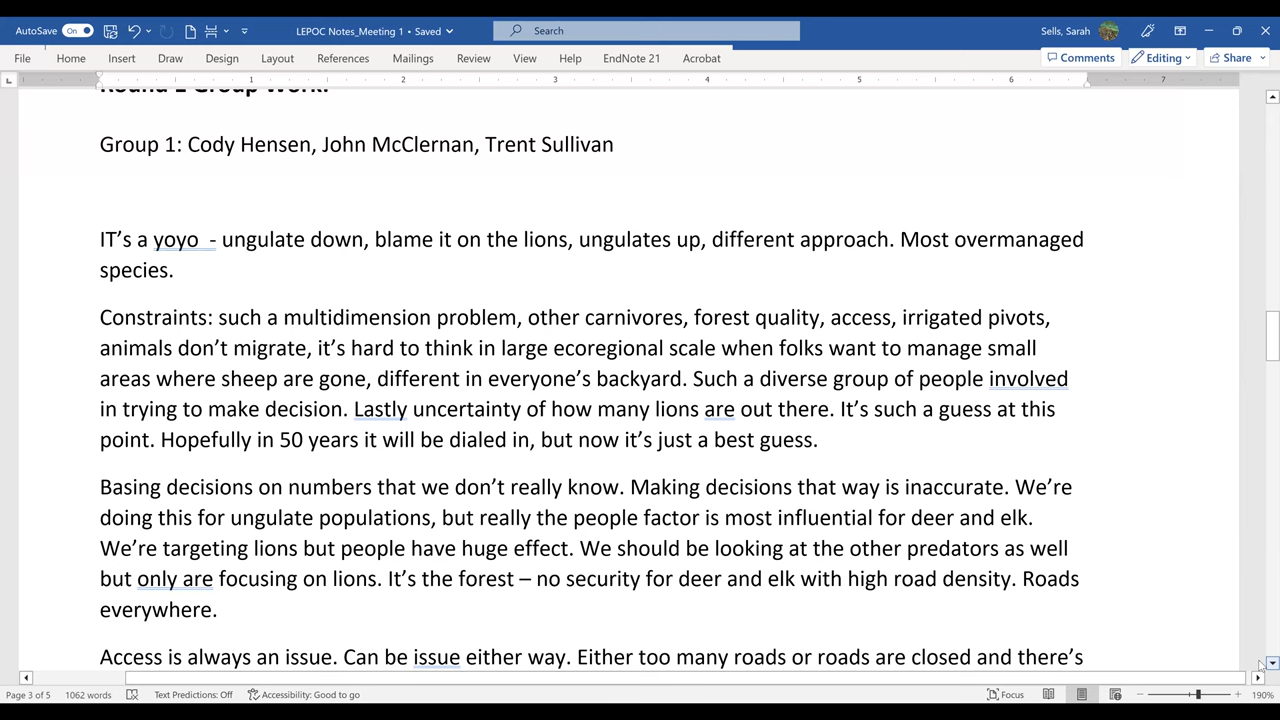 AutoSave On LEPOC Notes_Meeting 1 • Saved Search Sells, Sarah
File Home Insert Draw Design Layout References Mailings Review View Help EndNote 21 Acrobat Comments Editing Share
1 2 3 4 5 6 7
Group 1: Cody Hensen, John McClernan, Trent Sullivan
IT's a yoyo  - ungulate down, blame it on the lions, ungulates up, different approach. Most overmanaged
species.
Constraints: such a multidimension problem, other carnivores, forest quality, access, irrigated pivots,
animals don't migrate, it's hard to think in large ecoregional scale when folks want to manage small
areas where sheep are gone, different in everyone's backyard. Such a diverse group of people involved
in trying to make decision. Lastly uncertainty of how many lions are out there. It's such a guess at this
point. Hopefully in 50 years it will be dialed in, but now it's just a best guess.
Basing decisions on numbers that we don't really know. Making decisions that way is inaccurate. We're
doing this for ungulate populations, but really the people factor is most influential for deer and elk.
We're targeting lions but people have huge effect. We should be looking at the other predators as well
but only are focusing on lions. It's the forest – no security for deer and elk with high road density. Roads
everywhere.
Access is always an issue. Can be issue either way. Either too many roads or roads are closed and there's
Page 3 of 5 1062 words Text Predictions: Off Accessibility: Good to go Focus 190%